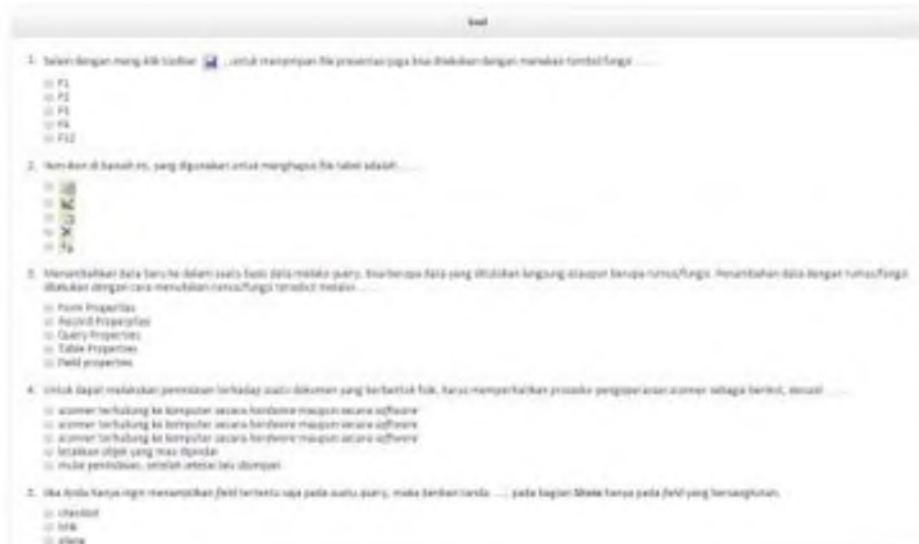 Soal
1. Selain dengan meng-klik toolbar , untuk menyimpan file presentasi juga bisa dilakukan dengan menekan tombol fungsi ......
F1
F2
F12
2. di bawah ini, yang digunakan untuk menghapus file tabel adalah ......
3. Menambahkan data baru ke dalam suatu basis data melalui query, bisa berupa data yang dituliskan langsung ataupun berupa rumus/fungsi. Penambahan data dengan rumus/fungsi
dilakukan dengan cara menuliskan rumus/fungsi tersebut melalui ......
Form Properties
Record Properties
Query Properties
Table Properties
Field properties
4. Untuk dapat melakukan pemindaian terhadap suatu dokumen yang berbentuk fisik, harus memperhatikan prosedur pengoperasian scanner sebagai berikut, kecuali ......
scanner terhubung ke komputer secara hardware maupun secara software
scanner terhubung ke komputer secara hardware maupun secara software
scanner terhubung ke komputer secara hardware maupun secara software
letakkan objek yang mau dipindai
mulai pemindaian, setelah selesai lalu disimpan
5. Jika Anda hanya ingin menampilkan field tertentu saja pada suatu query, maka berikan tanda ..... pada bagian Show hanya pada field yang bersangkutan.
checklist